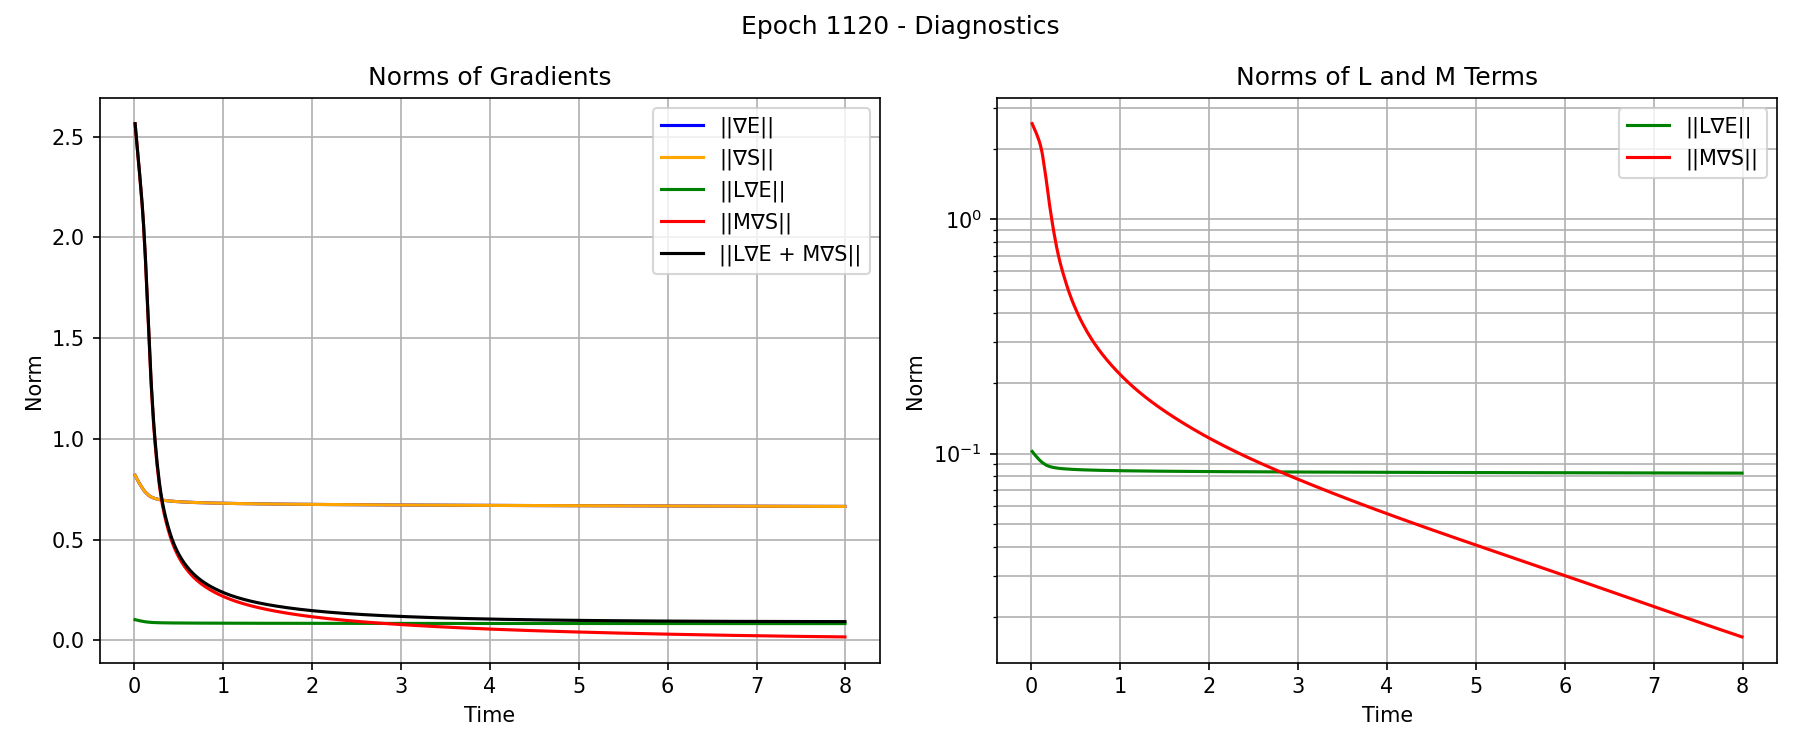 Epoch 1120 - Diagnostics
Norms of Gradients
Norm
2.5
2.0
1.5
1.0
0.5
0.0
||∇E||
||∇S||
||L∇E||
||M∇S||
||L∇E + M∇S||
0 1 2 3 4 5 6 7 8
Time
Norms of L and M Terms
Norm
10⁰
10⁻¹
||L∇E||
||M∇S||
0 1 2 3 4 5 6 7 8
Time